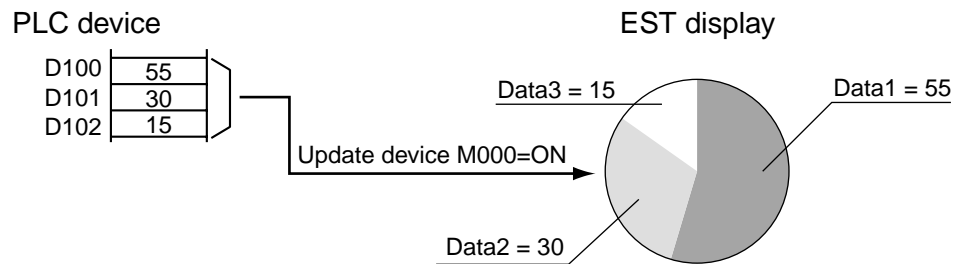 PLC device
EST display
D100 55
D101 30
D102 15
Data3 = 15
Data1 = 55
Update device M000=ON
Data2 = 30